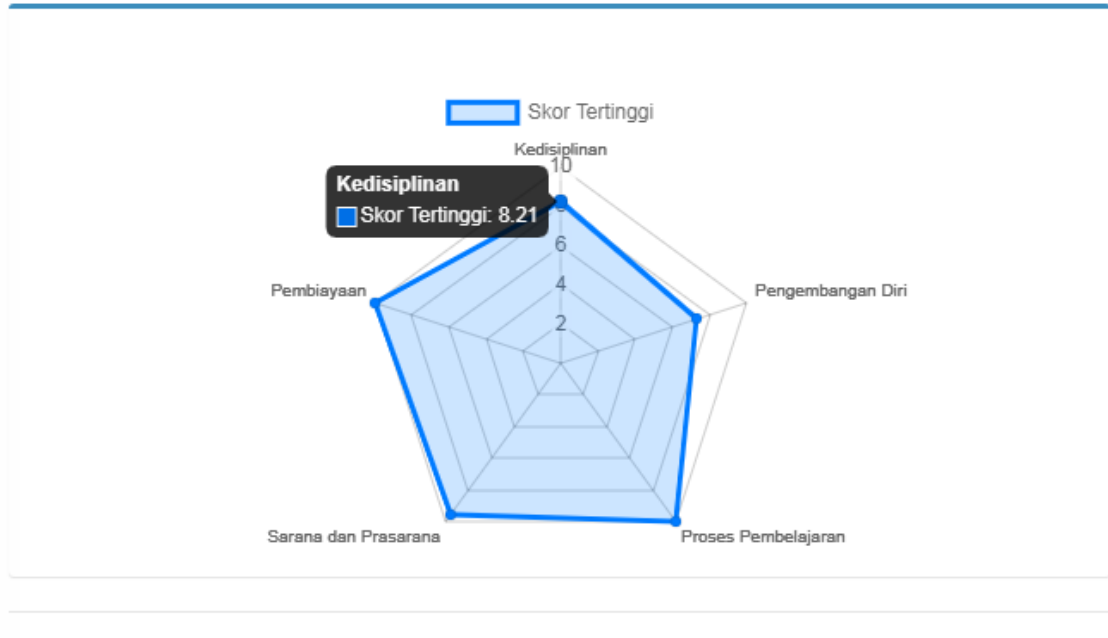 Skor Tertinggi
Kedisiplinan
10
Kedisiplinan
Skor Tertinggi: 8.21
6
4
2
Pembiayaan
Pengembangan Diri
Sarana dan Prasarana
Proses Pembelajaran